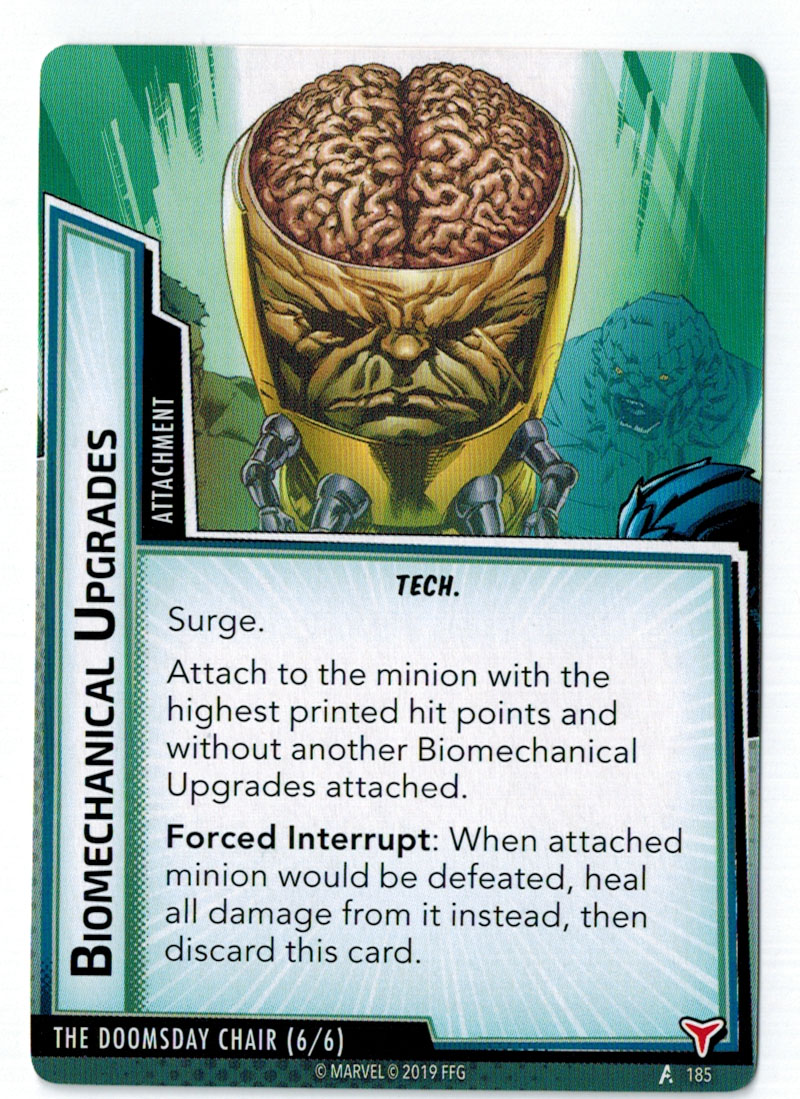 BIOMECHANICAL UPGRADES
ATTACHMENT
TECH.
Surge.
Attach to the minion with the
highest printed hit points and
without another Biomechanical
Upgrades attached.
Forced Interrupt: When attached
minion would be defeated, heal
all damage from it instead, then
discard this card.
THE DOOMSDAY CHAIR (6/6)
© MARVEL © 2019 FFG
185